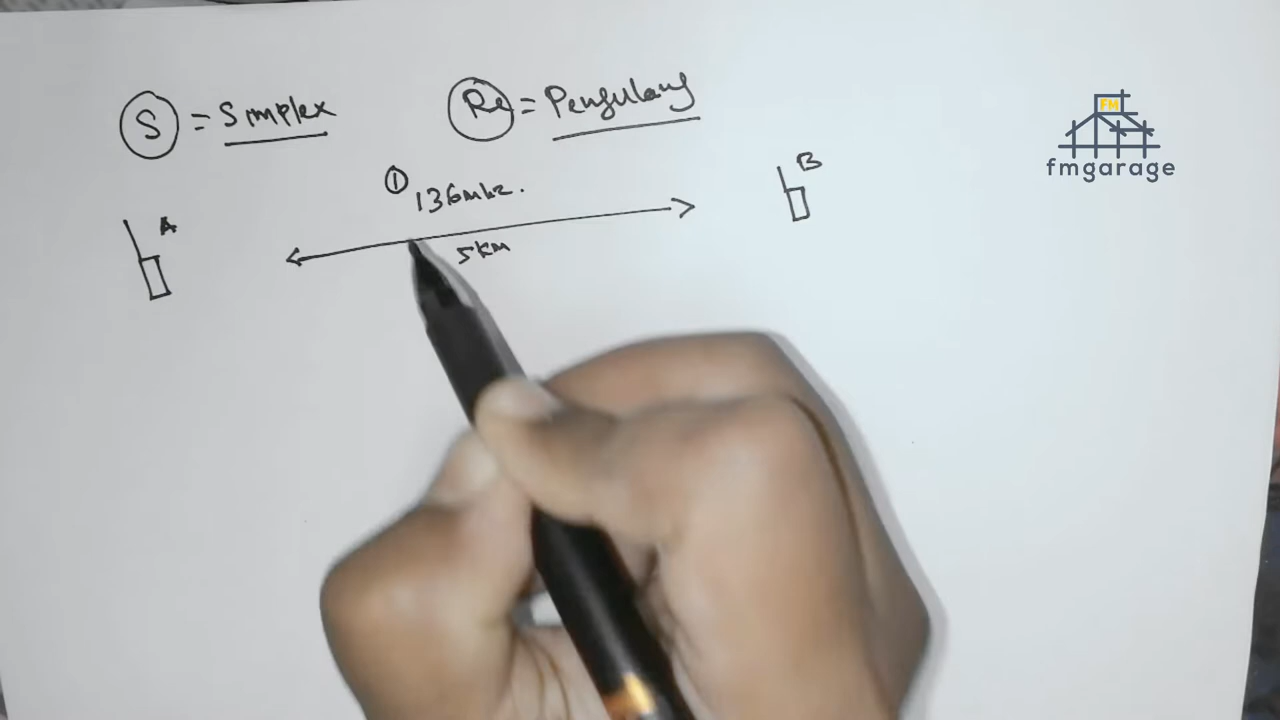 S = Simplex
Re = Pengulang
① 136mhz.
A
B
5km
FM
fmgarage